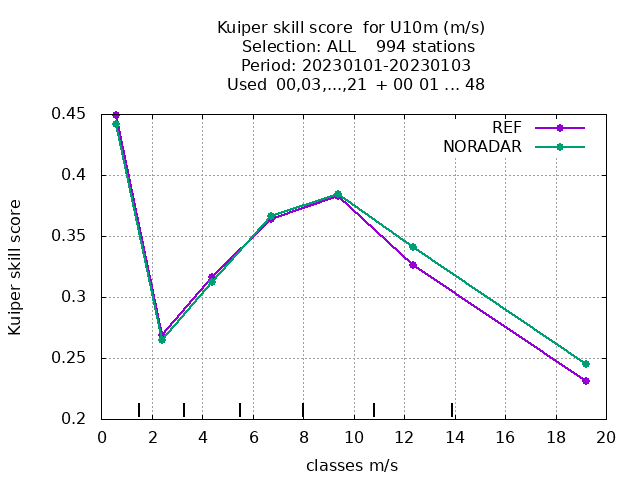 Kuiper skill score  for U10m (m/s)
Selection: ALL    994 stations
Period: 20230101-20230103
Used  00,03,...,21  + 00 01 ... 48
0.45
0.4
0.35
0.3
0.25
0.2
Kuiper skill score
REF
NORADAR
0 2 4 6 8 10 12 14 16 18 20
classes m/s